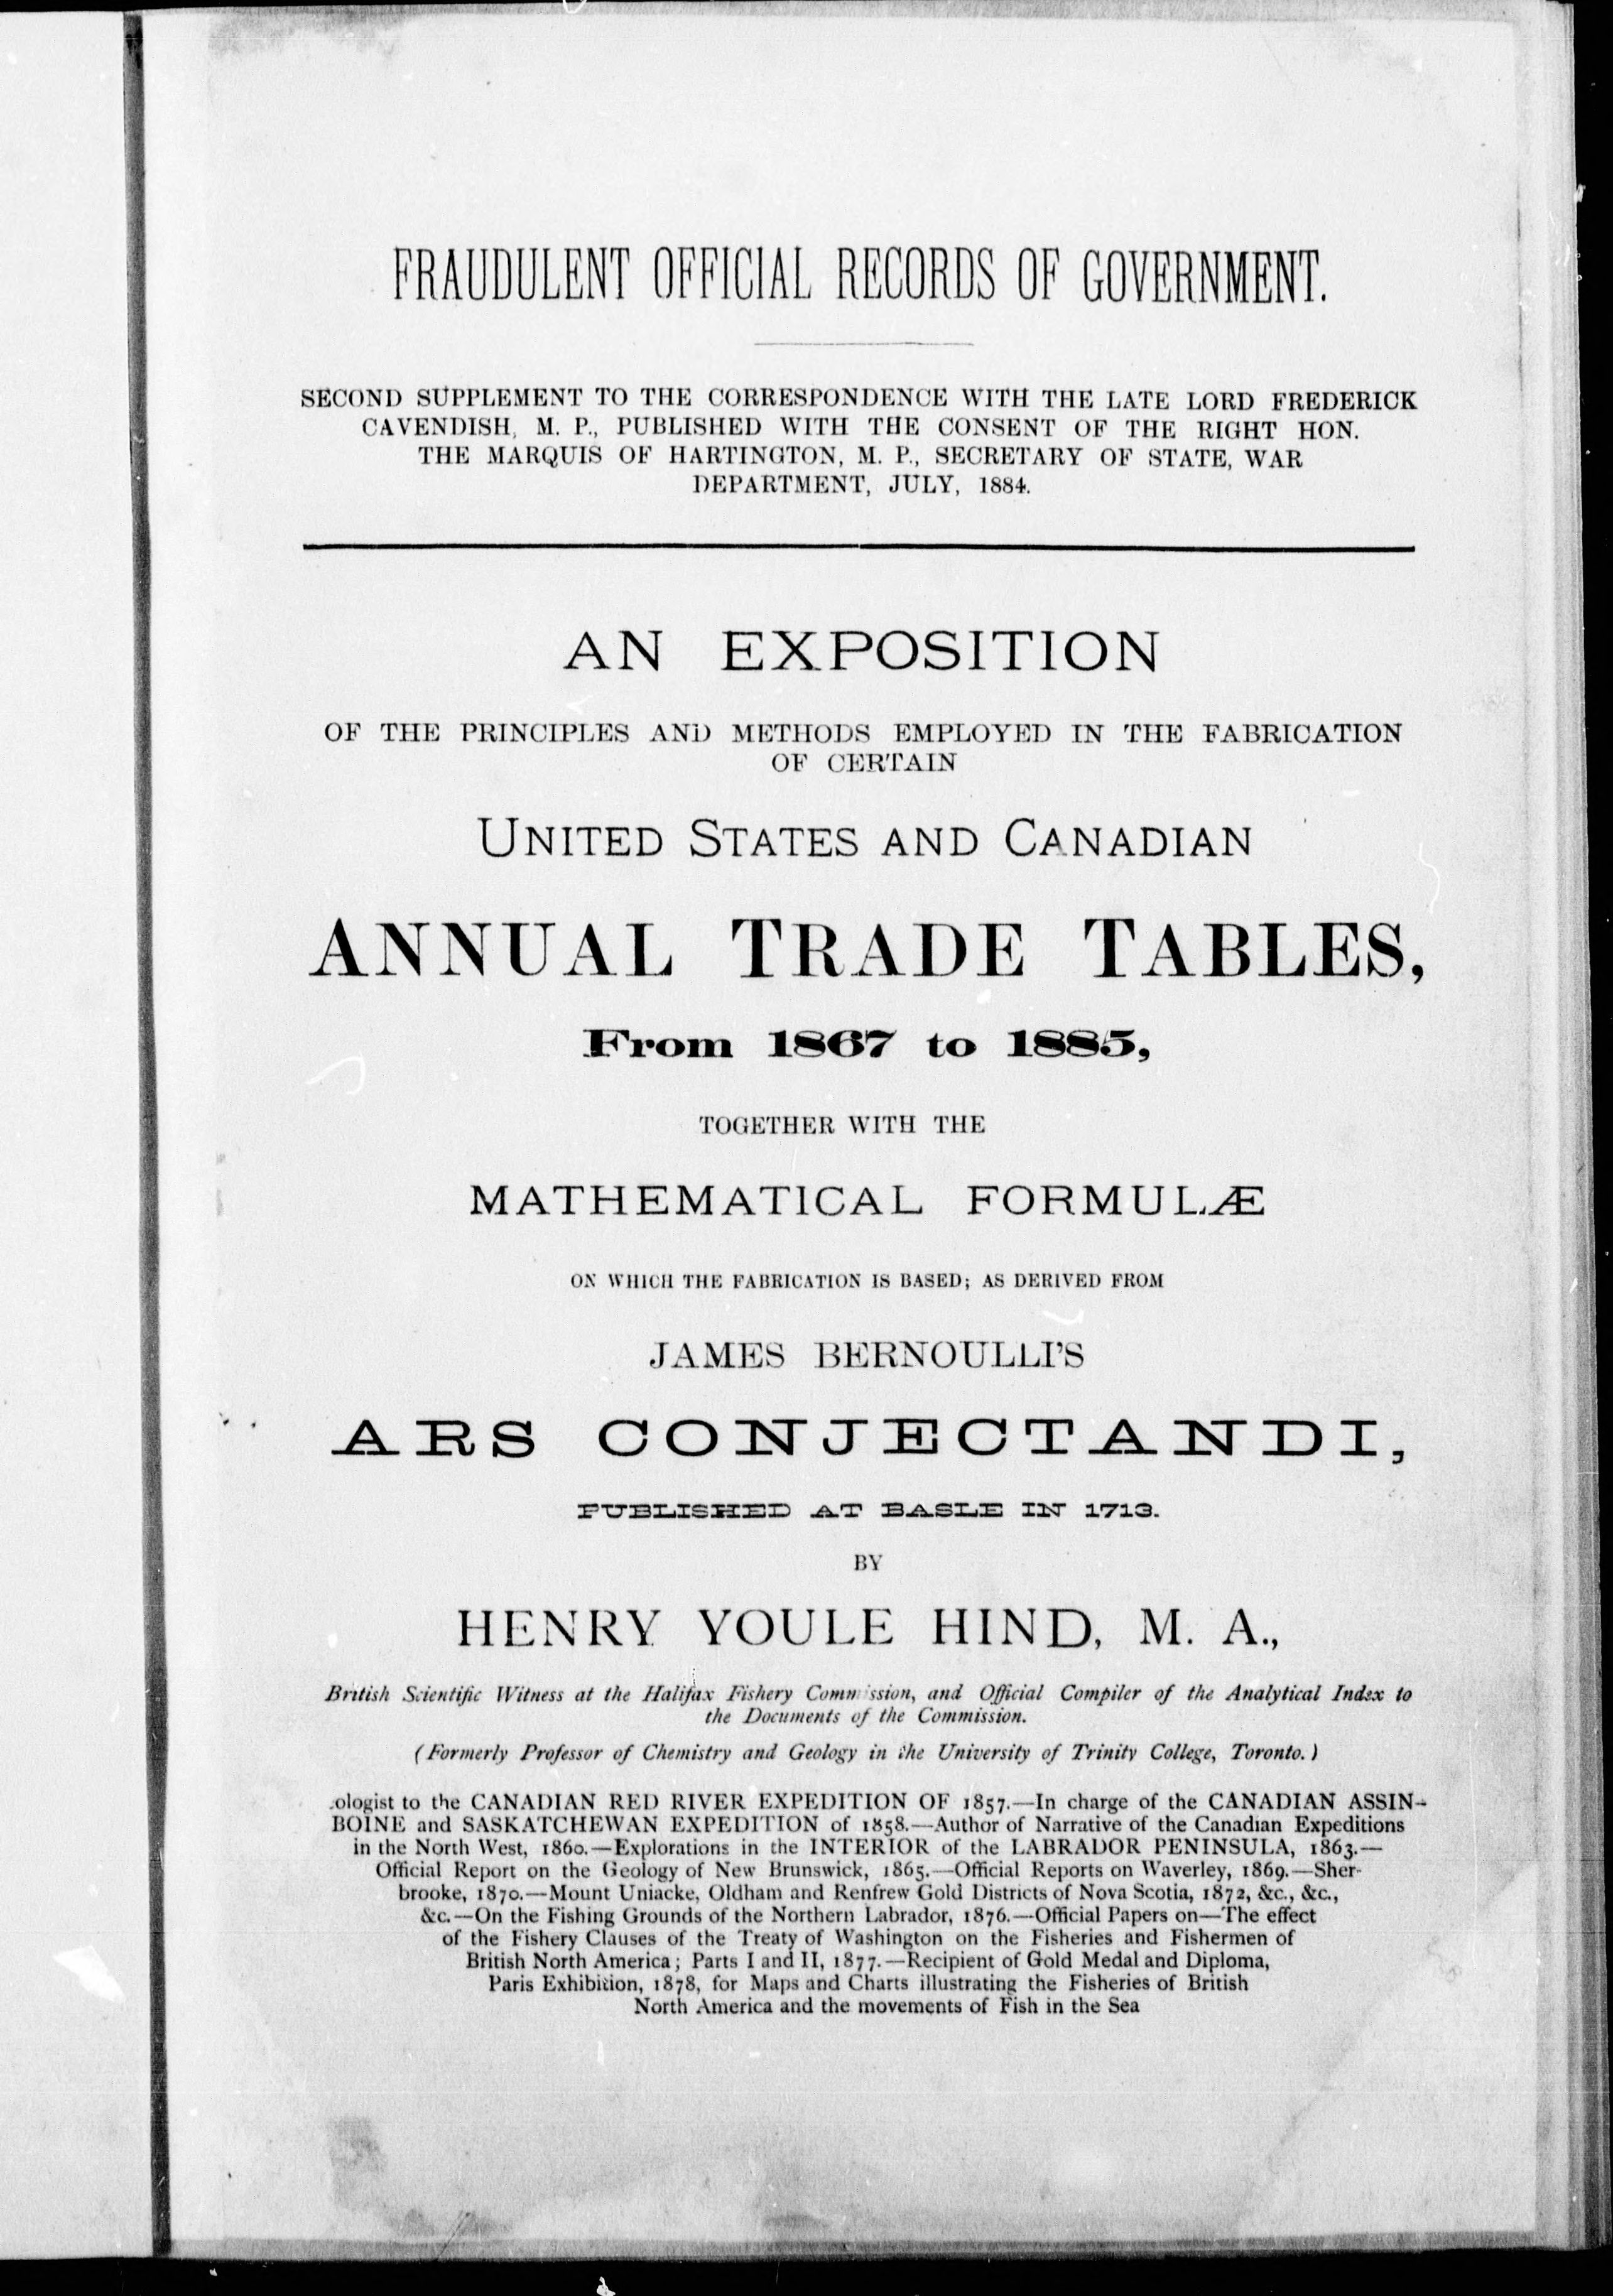 FRAUDULENT OFFICIAL RECORDS OF GOVERNMENT.
SECOND SUPPLEMENT TO THE CORRESPONDENCE WITH THE LATE LORD FREDERICK
CAVENDISH, M. P., PUBLISHED WITH THE CONSENT OF THE RIGHT HON.
THE MARQUIS OF HARTINGTON, M. P., SECRETARY OF STATE, WAR
DEPARTMENT, JULY, 1884.
AN EXPOSITION
OF THE PRINCIPLES AND METHODS EMPLOYED IN THE FABRICATION
OF CERTAIN
UNITED STATES AND CANADIAN
ANNUAL TRADE TABLES,
From 1867 to 1885,
TOGETHER WITH THE
MATHEMATICAL FORMULÆ
ON WHICH THE FABRICATION IS BASED; AS DERIVED FROM
JAMES BERNOULLI'S
ARS CONJECTANDI,
PUBLISHED AT BASLE IN 1713.
BY
HENRY YOULE HIND, M. A.,
British Scientific Witness at the Halifax Fishery Commission, and Official Compiler of the Analytical Index to
the Documents of the Commission.
(Formerly Professor of Chemistry and Geology in the University of Trinity College, Toronto.)
ologist to the CANADIAN RED RIVER EXPEDITION OF 1857.—In charge of the CANADIAN ASSIN-
BOINE and SASKATCHEWAN EXPEDITION of 1858.—Author of Narrative of the Canadian Expeditions
in the North West, 1860.—Explorations in the INTERIOR of the LABRADOR PENINSULA, 1863.—
Official Report on the Geology of New Brunswick, 1865.—Official Reports on Waverley, 1869.—Sher-
brooke, 1870.—Mount Uniacke, Oldham and Renfrew Gold Districts of Nova Scotia, 1872, &c., &c.,
&c.—On the Fishing Grounds of the Northern Labrador, 1876.—Official Papers on—The effect
of the Fishery Clauses of the Treaty of Washington on the Fisheries and Fishermen of
British North America; Parts I and II, 1877.—Recipient of Gold Medal and Diploma,
Paris Exhibition, 1878, for Maps and Charts illustrating the Fisheries of British
North America and the movements of Fish in the Sea